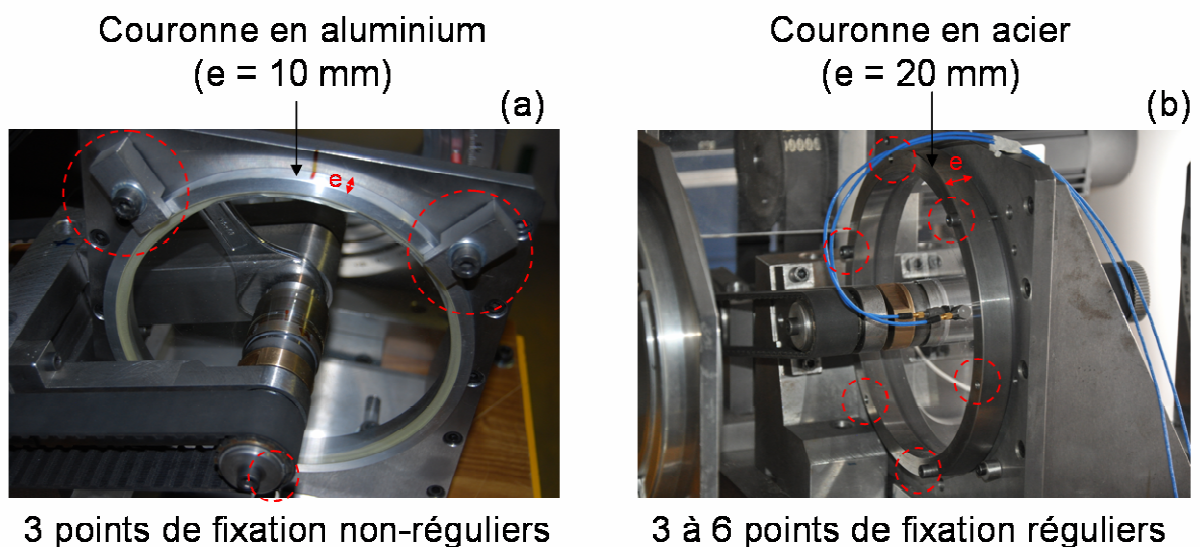 Couronne en aluminium
(e = 10 mm)
(a)
e
3 points de fixation non-réguliers
Couronne en acier
(e = 20 mm)
(b)
e
3 à 6 points de fixation réguliers